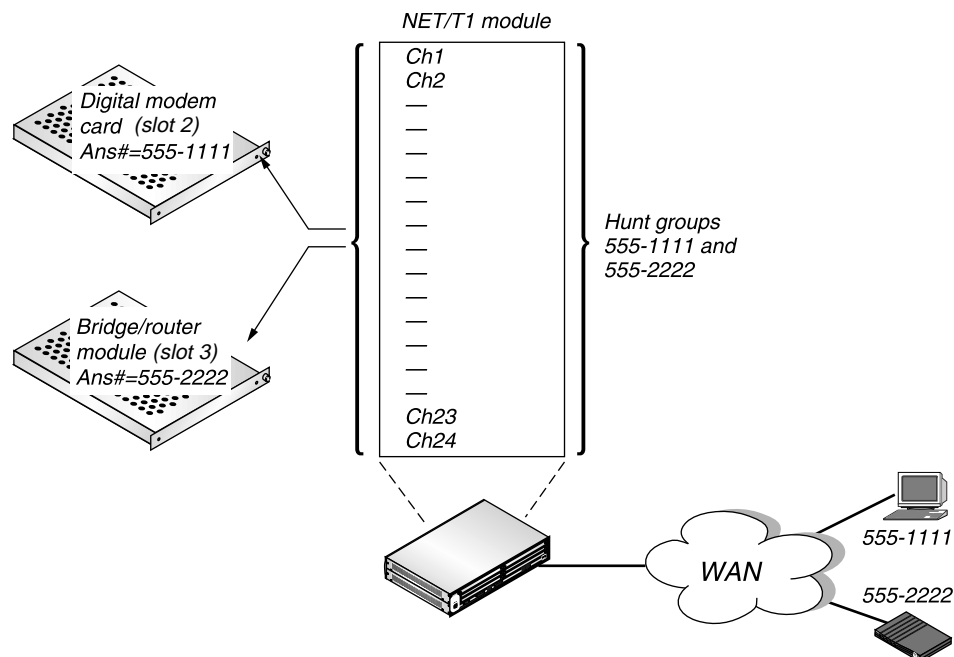 NET/T1 module
Ch1
Ch2
Ch23
Ch24
Digital modem
card (slot 2)
Ans#=555-1111
Bridge/router
module (slot 3)
Ans#=555-2222
Hunt groups
555-1111 and
555-2222
WAN
555-1111
555-2222